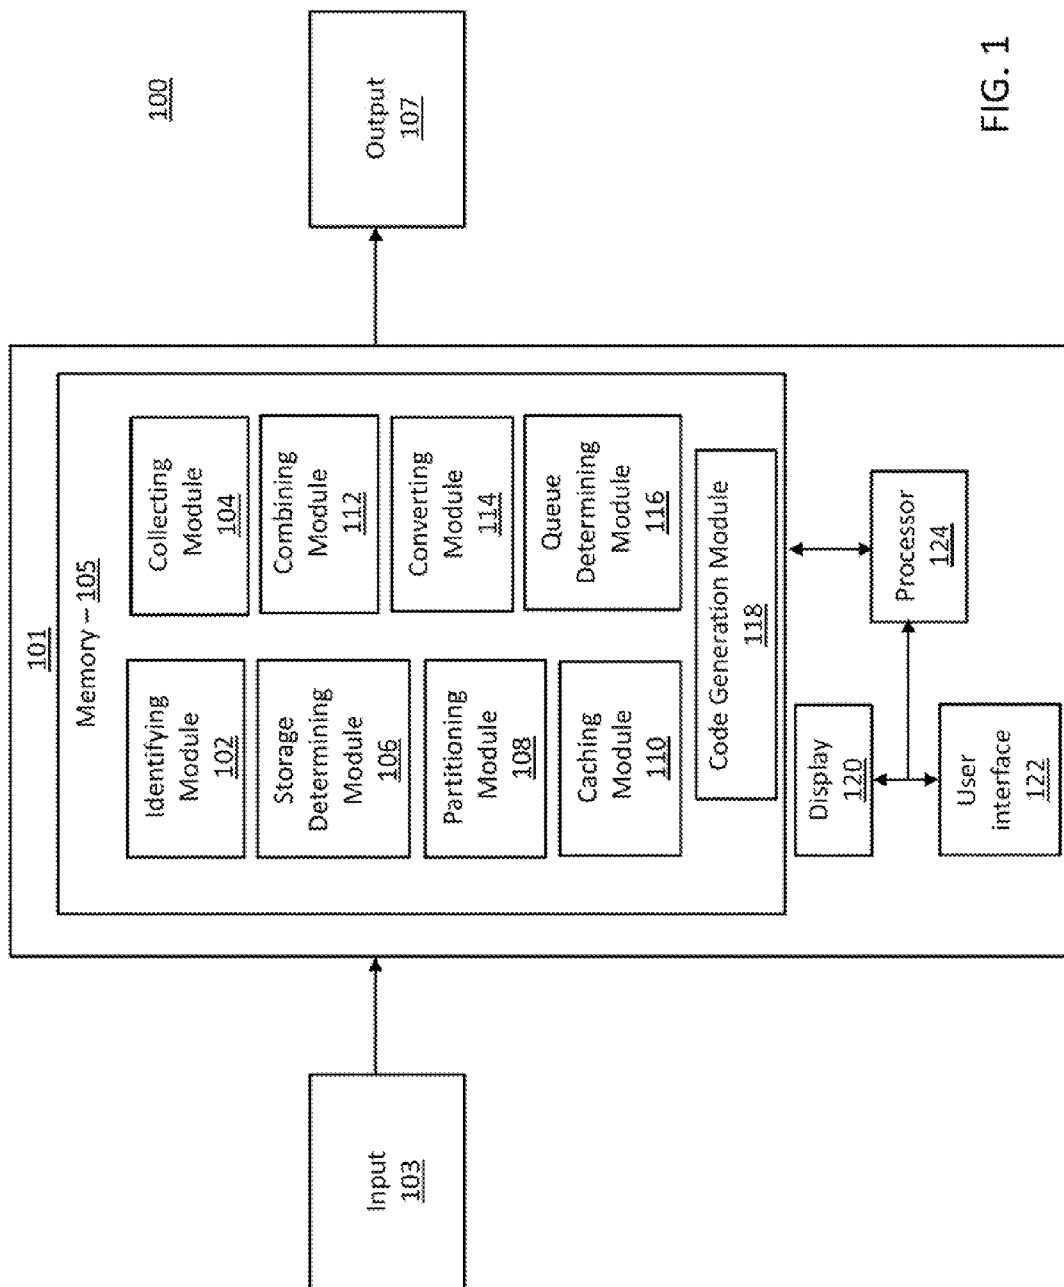 100
101
Memory – 105
Identifying
Module
102
Collecting
Module
104
Storage
Determining
Module
106
Combining
Module
112
Partitioning
Module
108
Converting
Module
114
Caching
Module
110
Queue
Determining
Module
116
Code Generation Module
118
Input
103
Output
107
Display
120
User
interface
122
Processor
124
FIG. 1